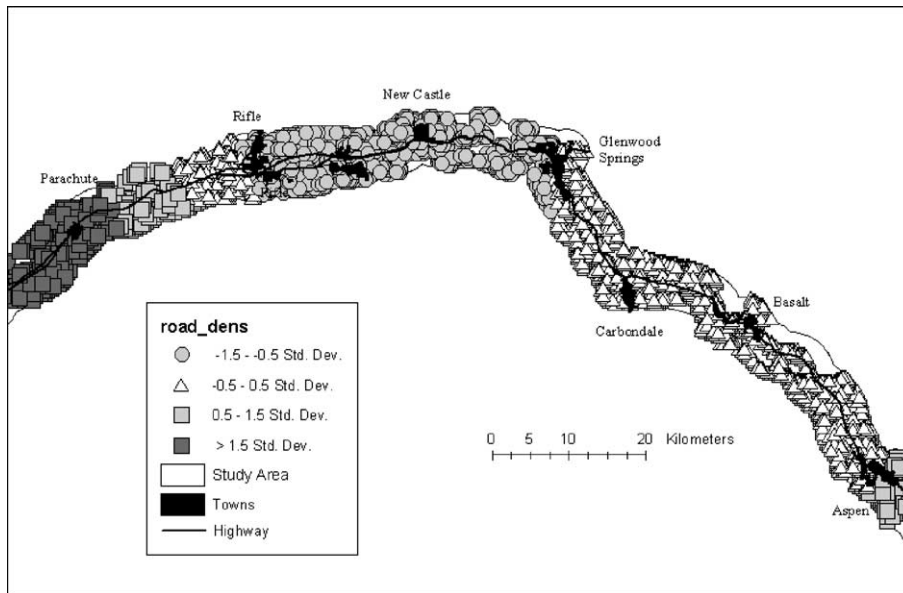 New Castle
Rifle
Glenwood
Springs
Parachute
Basalt
Carbondale
Aspen
road_dens
-1.5 - -0.5 Std. Dev.
-0.5 - 0.5 Std. Dev.
0.5 - 1.5 Std. Dev.
> 1.5 Std. Dev.
Study Area
Towns
Highway
0 5 10 20 Kilometers